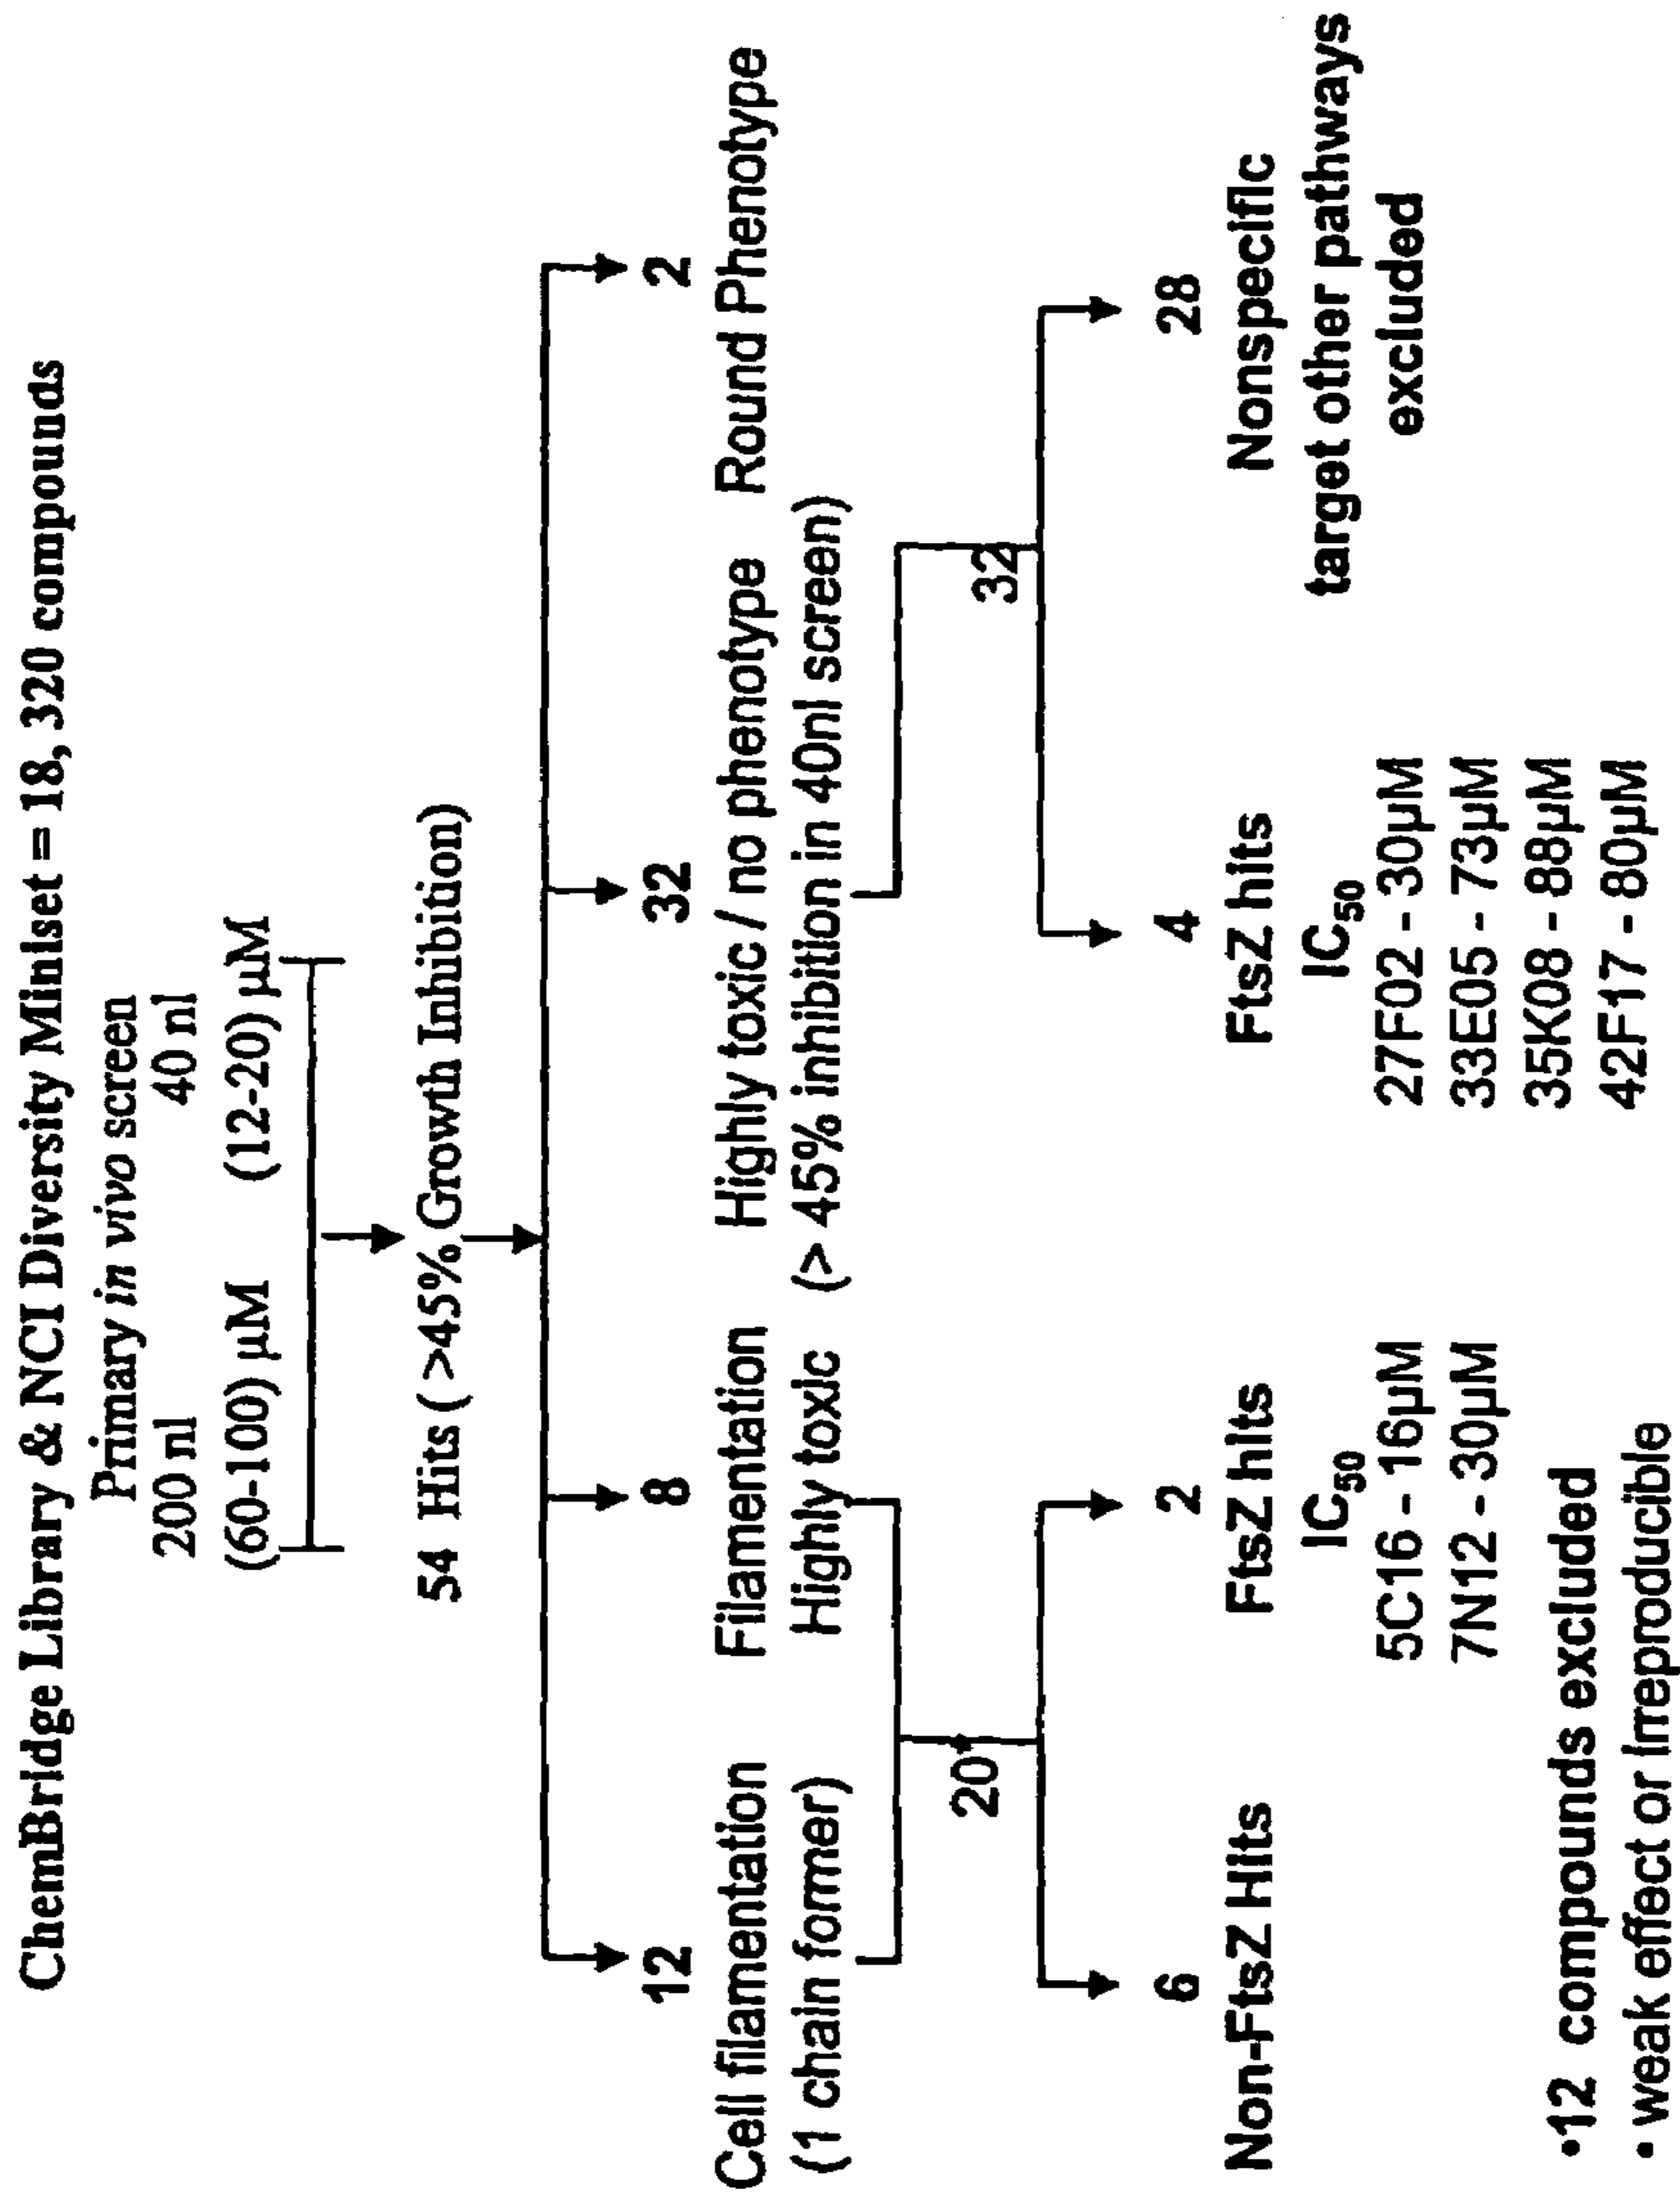 ChemBridge Library & NCI Diversity Miniset = 18, 320 compounds
Primary in vivo screen
200 nl 40 nl
(60-100) µM (12-20) µM
54 Hits ( >45% Growth Inhibition)
12 8 32 2
Cell filamentation Filamentation Highly toxic / no phenotype Round Phenotype
(1 chain former) Highly toxic (> 45% inhibition in 40nl screen)
20 32
6 2 4 28
Non-FtsZ Hits FtsZ hits FtsZ hits Nonspecific
IC50 IC50 target other pathways
5C16 - 16µM 27F02 - 30µM excluded
7N12 - 30µM 33E05 - 73µM
•12 compounds excluded 35K08 - 88µM
• weak effect or irreproducible 42F17 - 80µM